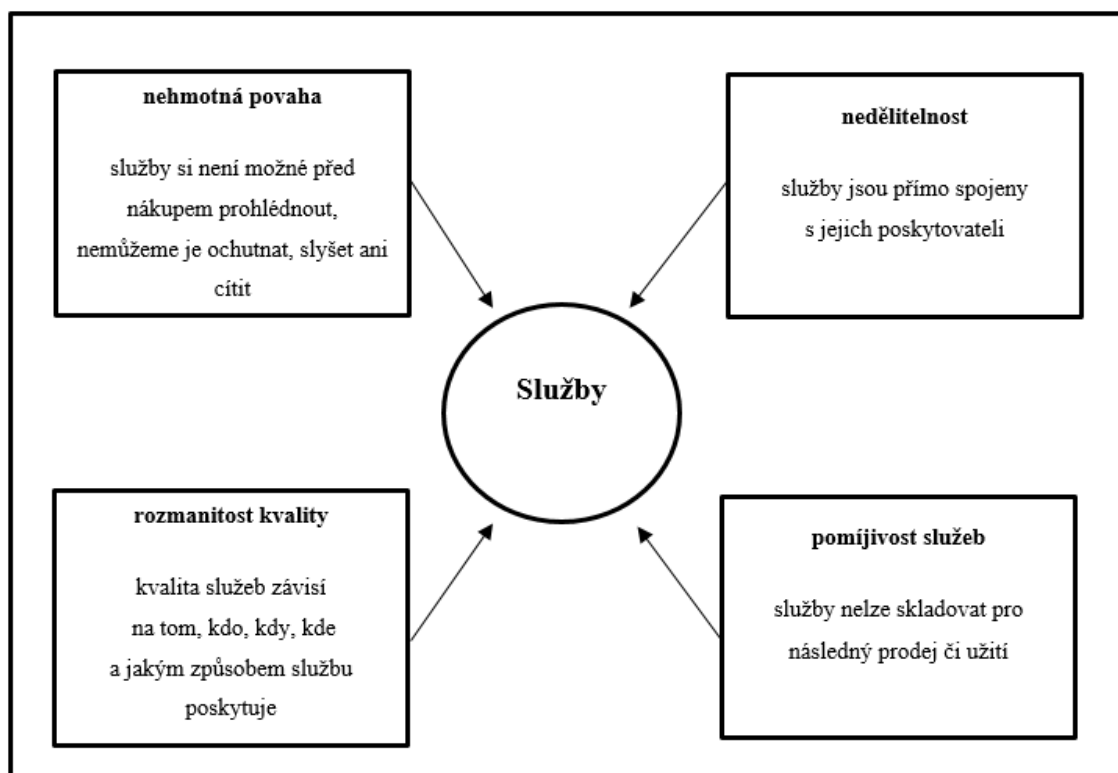 nehmotná povaha
služby si není možné před
nákupem prohlédnout,
nemůžeme je ochutnat, slyšet ani
cítit
nedělitelnost
služby jsou přímo spojeny
s jejich poskytovateli
Služby
rozmanitost kvality
kvalita služeb závisí
na tom, kdo, kdy, kde
a jakým způsobem službu
poskytuje
pomíjivost služeb
služby nelze skladovat pro
následný prodej či užití